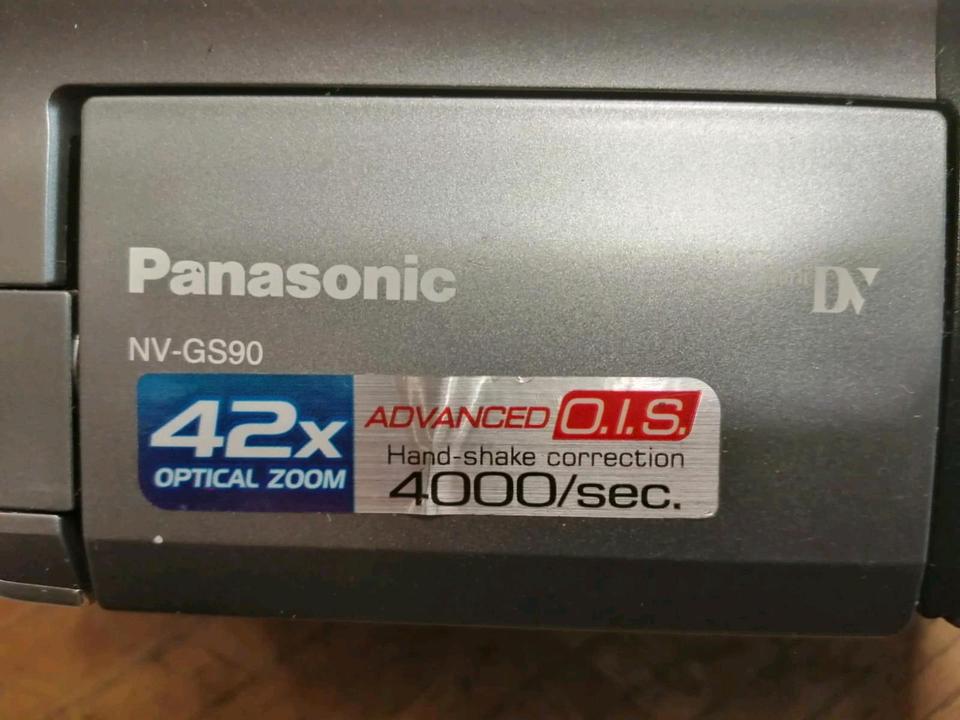 Panasonic
NV-GS90
DV
42x
OPTICAL ZOOM
ADVANCED O.I.S.
Hand-shake correction
4000/sec.